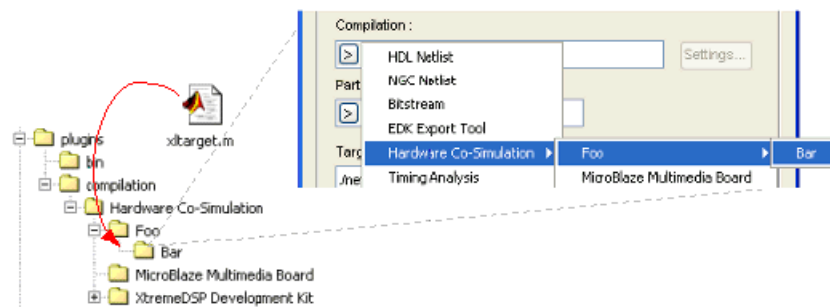 xltarget.m
plugins
bin
compilation
Hardware Co-Simulation
Foo
Bar
MicroBlaze Multimedia Board
XtremeDSP Development Kit
Compilation :
> Settings...
HDL Netlist
NGC Netlist
Part
Bitstream
>
EDK Export Tool
Targ
Hardware Co-Simulation Foo Bar
./ne
Timing Analysis MicroBlaze Multimedia Board